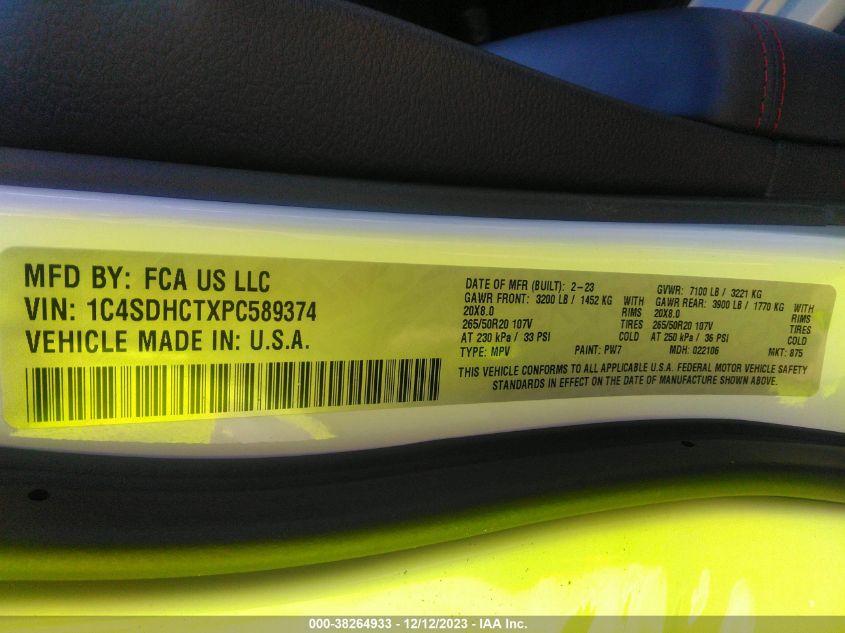 MFD BY: FCA US LLC
VIN: 1C4SDHCTXPC589374
VEHICLE MADE IN: U.S.A.
DATE OF MFR (BUILT): 2-23 GVWR: 7100 LB / 3221 KG
GAWR FRONT: 3200 LB / 1452 KG WITH GAWR REAR: 3900 LB / 1770 KG WITH
20X8.0 RIMS 20X8.0 RIMS
265/50R20 107V TIRES 265/50R20 107V TIRES
AT 230 kPa / 33 PSI COLD AT 250 kPa / 36 PSI COLD
TYPE: MPV PAINT: PW7 MDH: 022106 MKT: 875
THIS VEHICLE CONFORMS TO ALL APPLICABLE U.S.A. FEDERAL MOTOR VEHICLE SAFETY
STANDARDS IN EFFECT ON THE DATE OF MANUFACTURE SHOWN ABOVE.
000-38264933 - 12/12/2023 - IAA Inc.